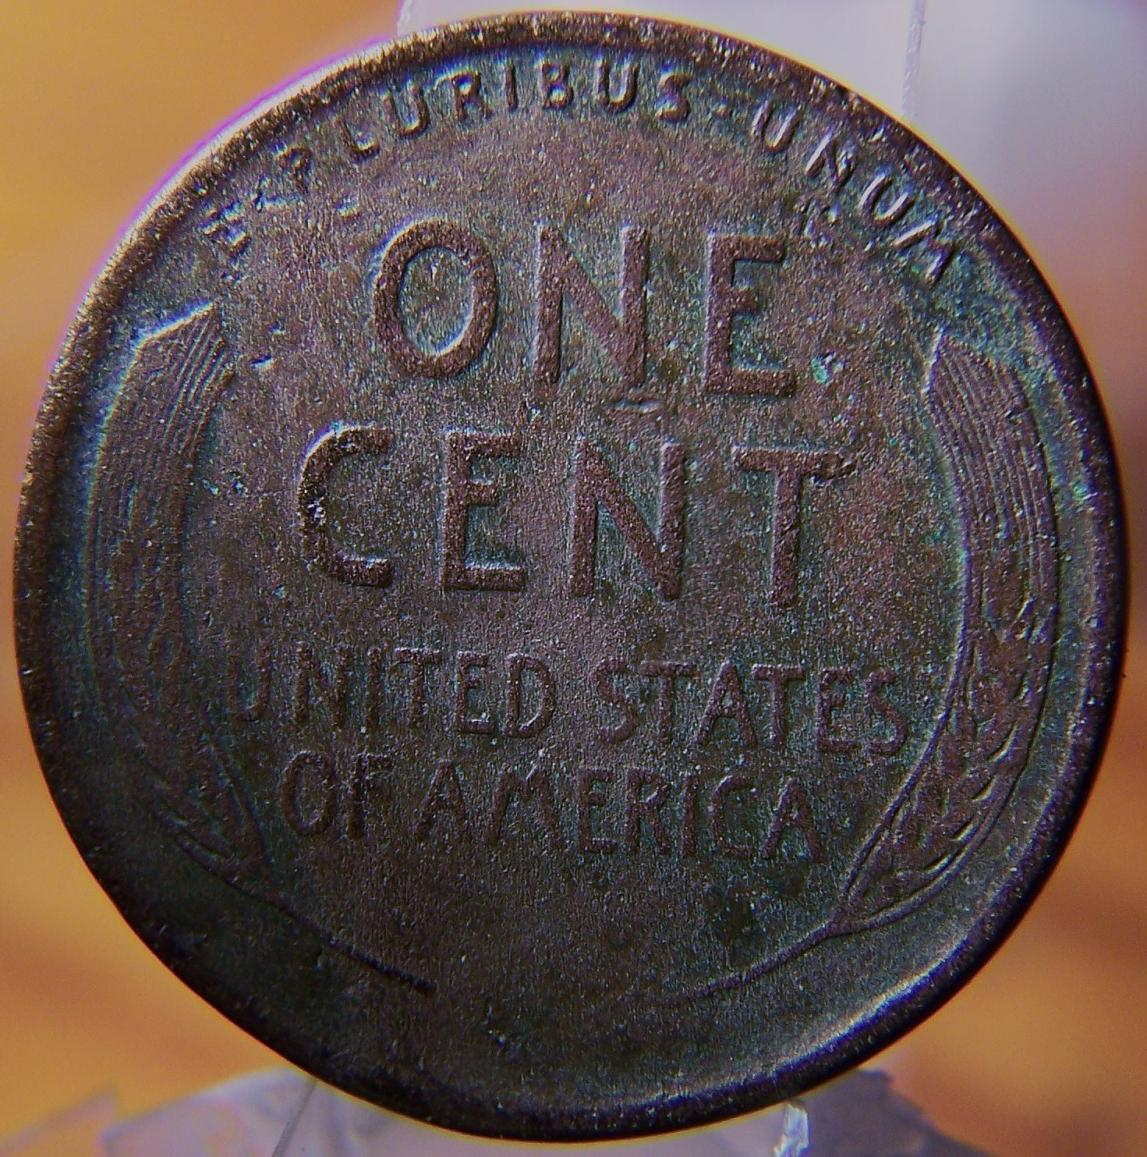 E PLURIBUS · UNUM
ONE
CENT
UNITED STATES
OF AMERICA